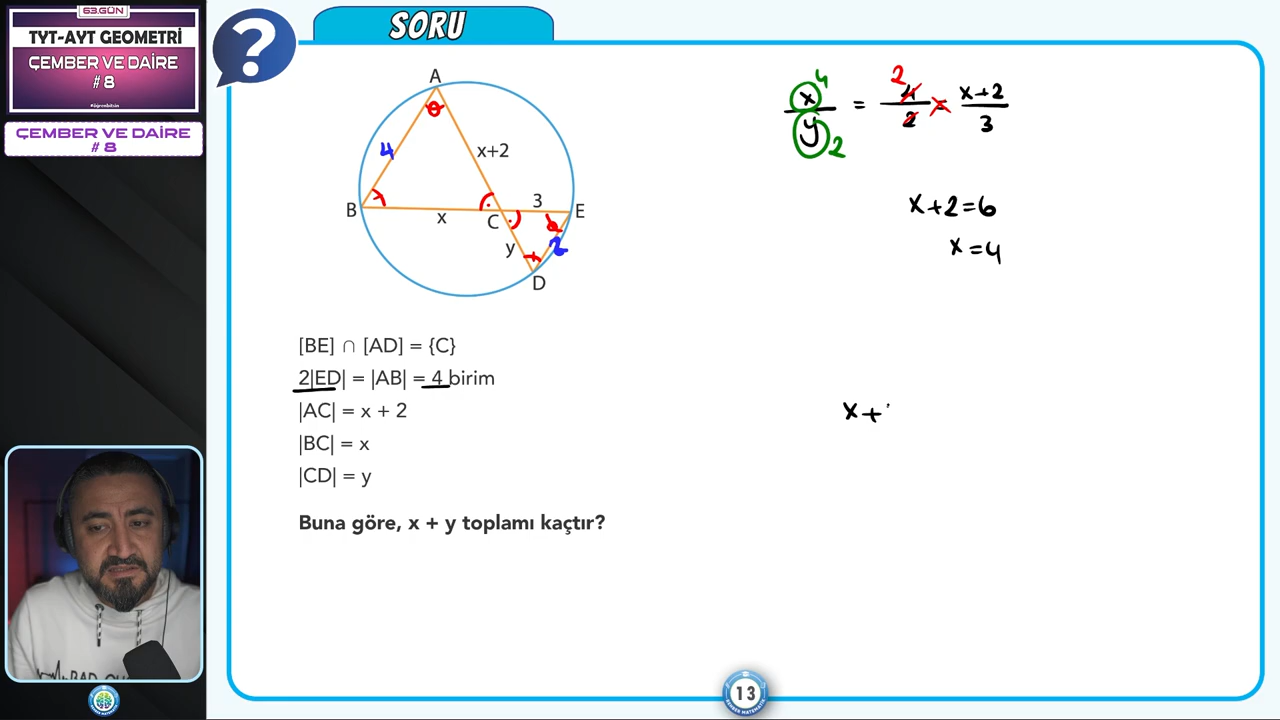 63.GÜN
TYT-AYT GEOMETRİ
ÇEMBER VE DAİRE
# 8
#öğrenbitsin
ÇEMBER VE DAİRE
# 8
?
SORU
A
4
x+2
B
x
C
3
E
y
2
D
x 4 / y 2 = 4 2 / 2 = x+2 / 3
x+2=6
x=4
[BE] ∩ [AD] = {C}
2|ED| = |AB| = 4 birim
|AC| = x + 2
|BC| = x
|CD| = y
x+
Buna göre, x + y toplamı kaçtır?
13